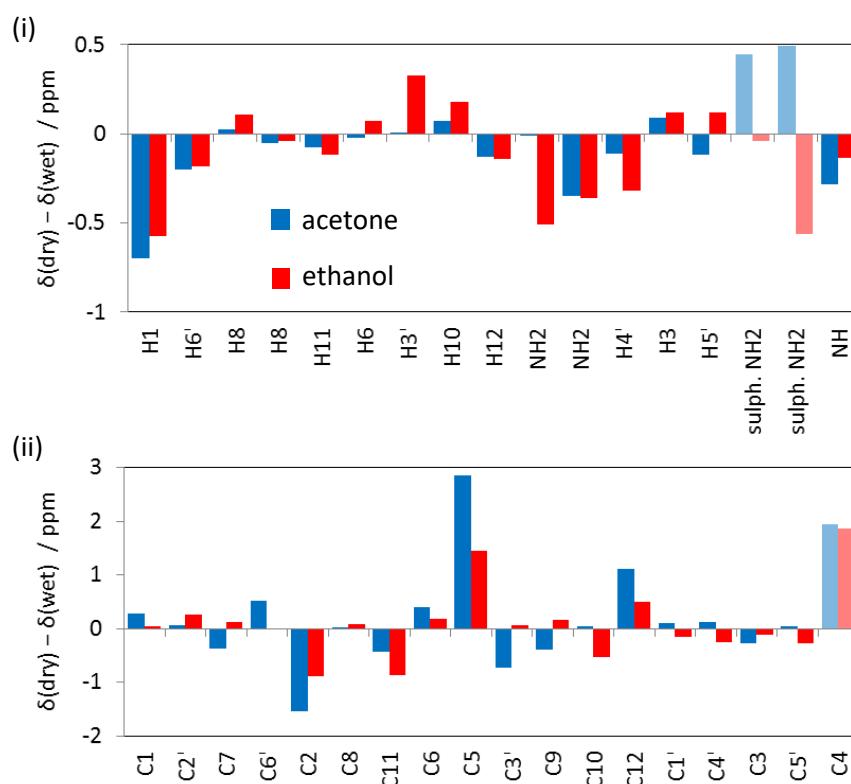 (i)
δ(dry) – δ(wet) / ppm
0.5
0
-0.5
-1
acetone
ethanol
H1 H6' H8 H8 H11 H6 H3' H10 H12 NH2 NH2 H4' H3 H5' sulph. NH2 sulph. NH2 NH
(ii)
δ(dry) – δ(wet) / ppm
3
2
1
0
-1
-2
C1 C2' C7 C6' C2 C8 C11 C6 C5 C3' C9 C10 C12 C1' C4' C3 C5' C4